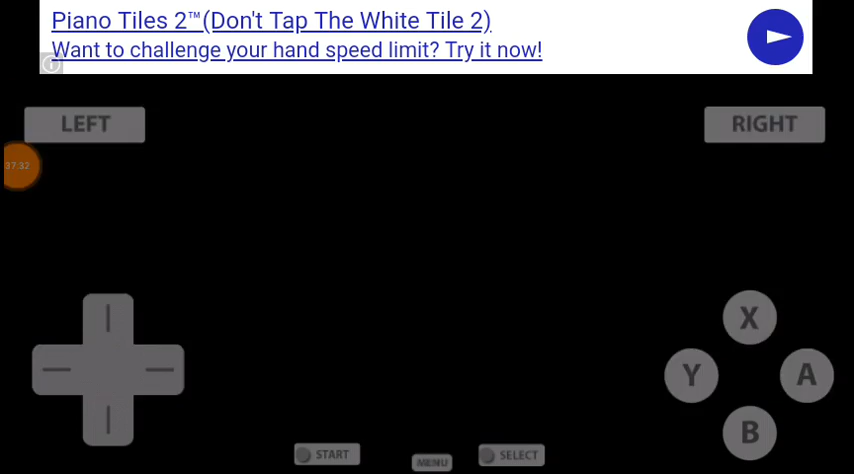 Piano Tiles 2™(Don't Tap The White Tile 2)
Want to challenge your hand speed limit? Try it now!
LEFT
RIGHT
37:32
X
Y
A
B
START
MENU
SELECT